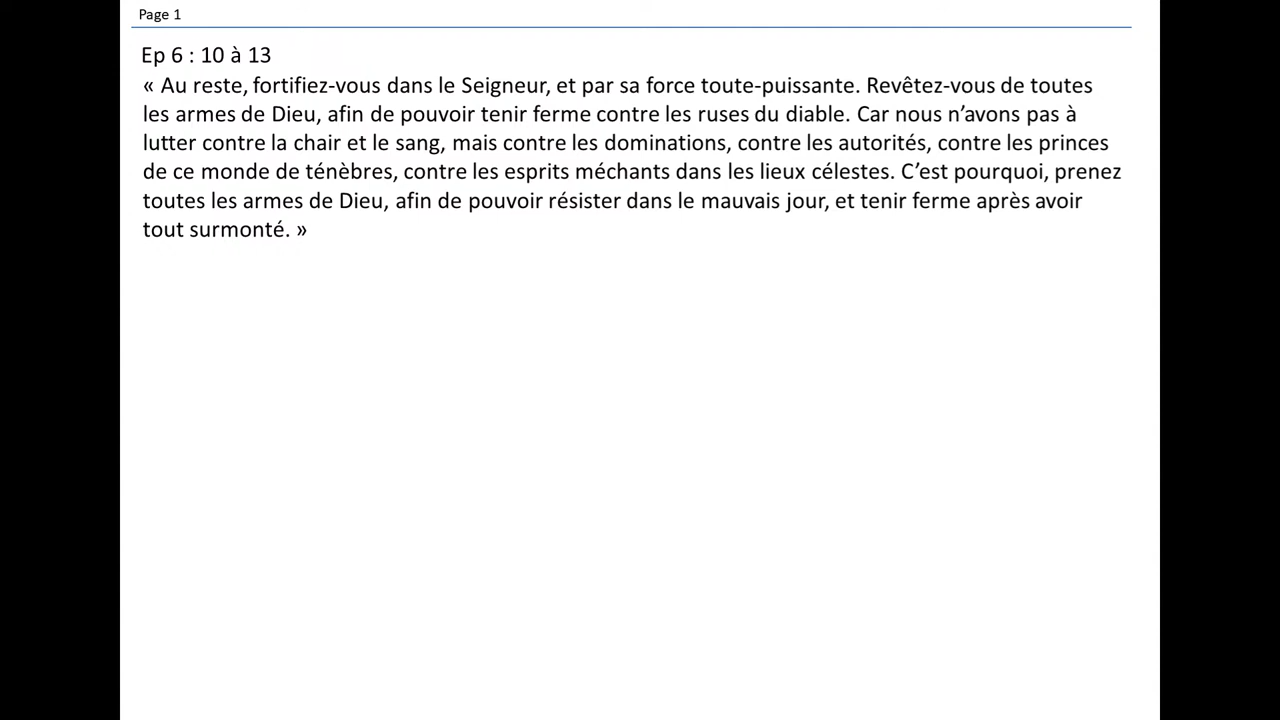 Page 1
Ep 6 : 10 à 13
« Au reste, fortifiez-vous dans le Seigneur, et par sa force toute-puissante. Revêtez-vous de toutes
les armes de Dieu, afin de pouvoir tenir ferme contre les ruses du diable. Car nous n’avons pas à
lutter contre la chair et le sang, mais contre les dominations, contre les autorités, contre les princes
de ce monde de ténèbres, contre les esprits méchants dans les lieux célestes. C’est pourquoi, prenez
toutes les armes de Dieu, afin de pouvoir résister dans le mauvais jour, et tenir ferme après avoir
tout surmonté. »